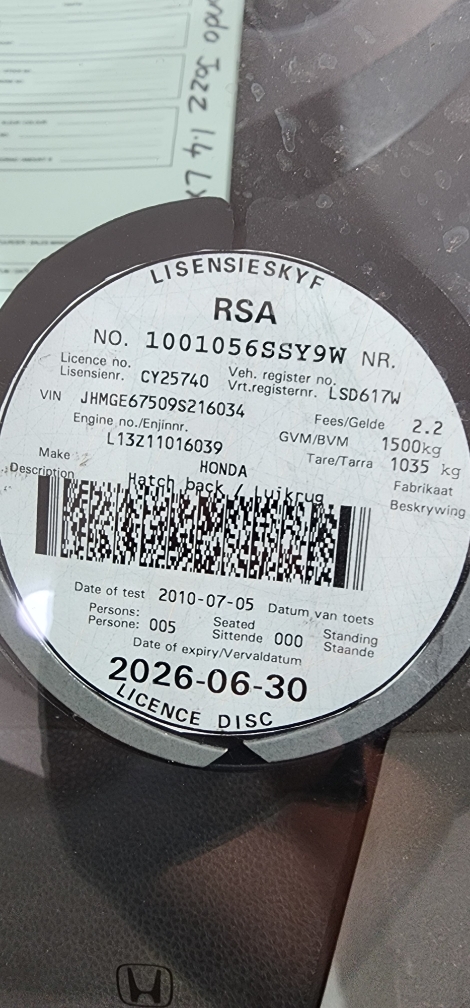 Jazz 1.4 L
LISENSIESKYF
RSA
NO. 1001056SSY9W NR.
Licence no. Veh. register no.
Lisensienr. CY25740 Vrt.registernr. LSD617W
VIN JHMGE67509S216034 Fees/Gelde 2.2
Engine no./Enjinnr. GVM/BVM 1500kg
L13Z11016039 Tare/Tarra 1035 kg
Make HONDA Fabrikaat
Description Hatch back / Luikrug Beskrywing
Date of test 2010-07-05 Datum van toets
Persons: Seated Standing
Persone: 005 Sittende 000 Staande
Date of expiry/Vervaldatum
2026-06-30
LICENCE DISC